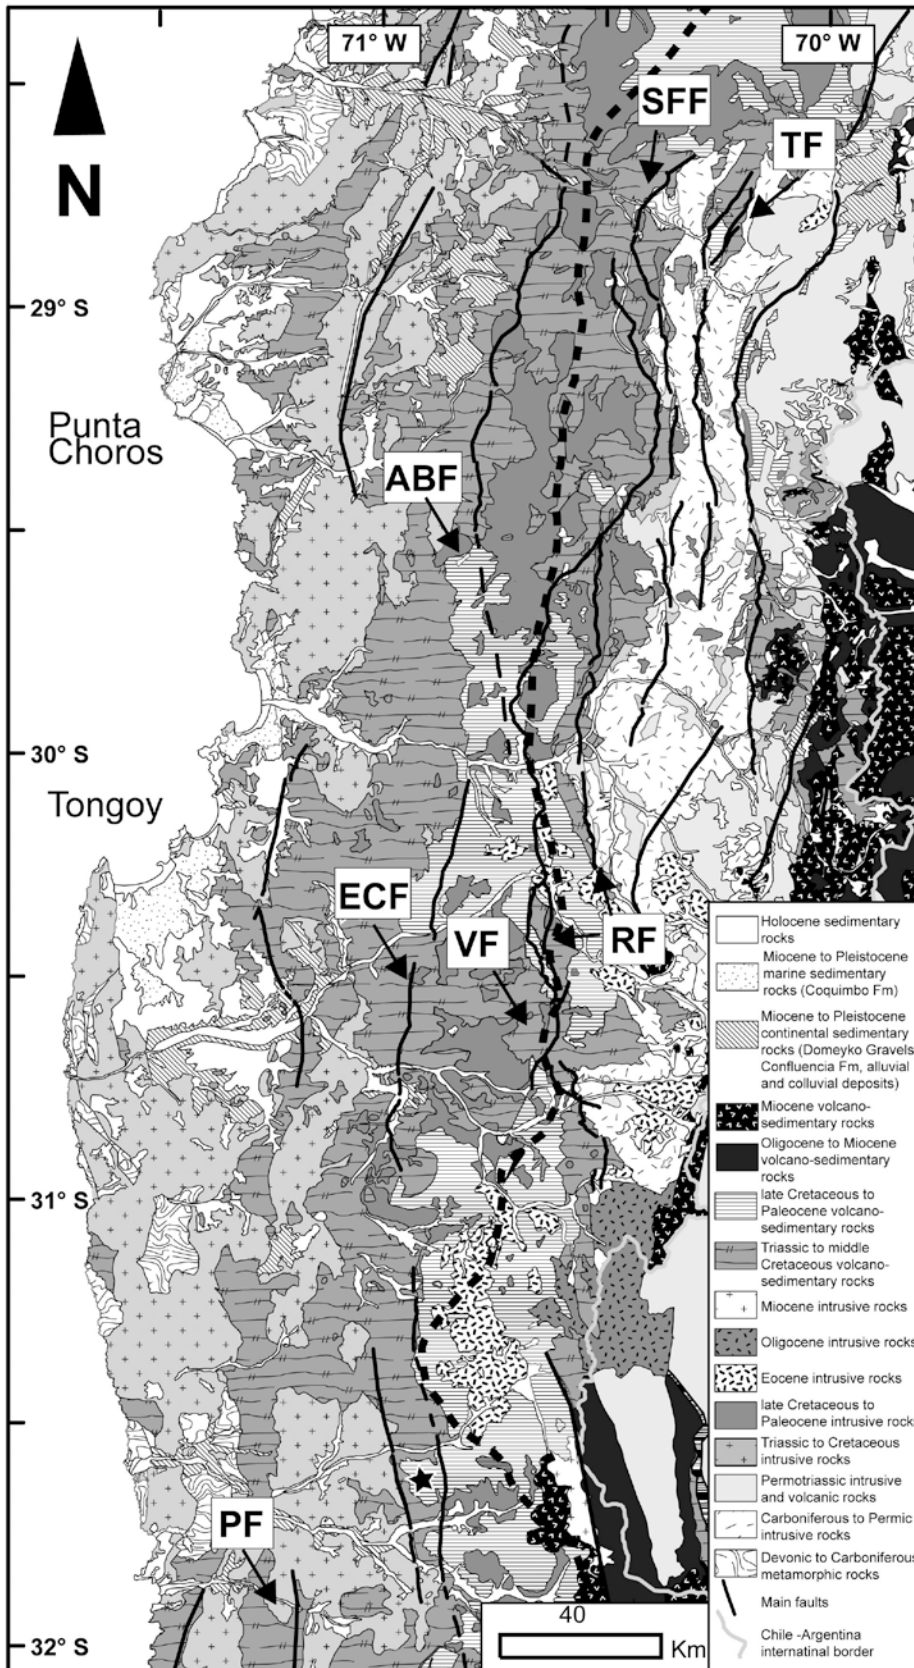 71° W
70° W
SFF
TF
N
29° S
Punta
Choros
ABF
30° S
Tongoy
ECF
VF
RF
Holocene sedimentary
rocks
Miocene to Pleistocene
marine sedimentary
rocks (Coquimbo Fm)
Miocene to Pleistocene
continental sedimentary
rocks (Domeyko Gravels
Confluencia Fm, alluvial
and colluvial deposits)
Miocene volcano-
sedimentary rocks
Oligocene to Miocene
volcano-sedimentary
rocks
31° S
late Cretaceous to
Paleocene volcano-
sedimentary rocks
Triassic to middle
Cretaceous volcano-
sedimentary rocks
Miocene intrusive rocks
Oligocene intrusive rocks
Eocene intrusive rocks
late Cretaceous to
Paleocene intrusive rocks
Triassic to Cretaceous
intrusive rocks
Permotriassic intrusive
and volcanic rocks
Carboniferous to Permic
intrusive rocks
Devonic to Carboniferous
metamorphic rocks
Main faults
Chile -Argentina
internatinal border
PF
32° S
40
Km